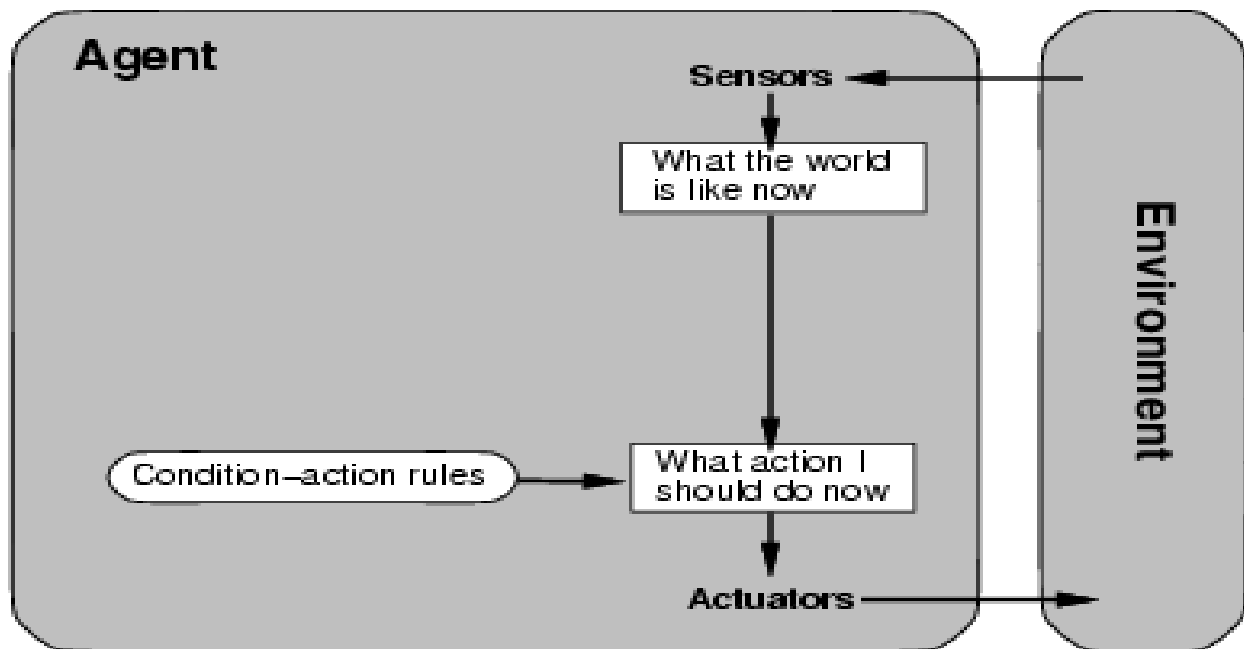 Agent
Sensors
What the world
is like now
Environment
Condition–action rules
What action I
should do now
Actuators